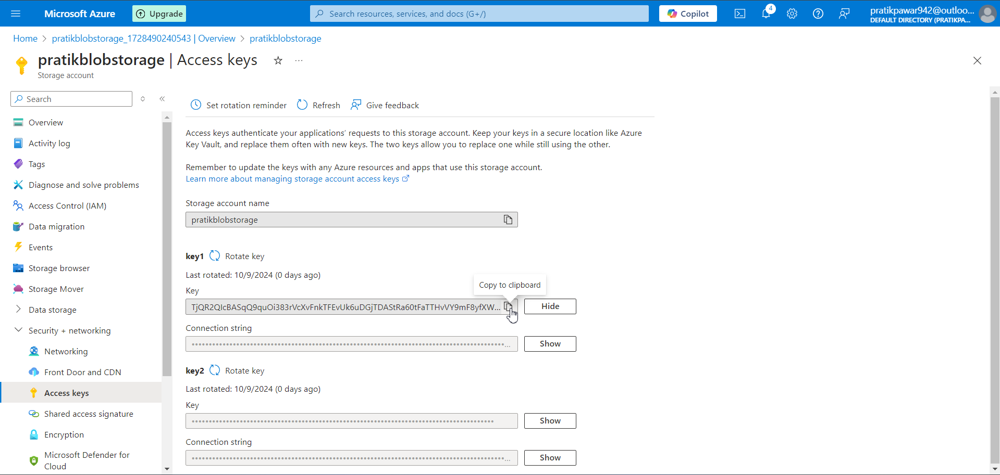 Microsoft Azure
Upgrade
Search resources, services, and docs (G+/)
Copilot
4
pratikpawar942@outloo...
DEFAULT DIRECTORY (PRATIKPA...
Home > pratikblobstorage_1728490240543 | Overview > pratikblobstorage
pratikblobstorage | Access keys
Storage account
Search
Overview
Activity log
Tags
Diagnose and solve problems
Access Control (IAM)
Data migration
Events
Storage browser
Storage Mover
Data storage
Security + networking
Networking
Front Door and CDN
Access keys
Shared access signature
Encryption
Microsoft Defender for
Cloud
Set rotation reminder
Refresh
Give feedback
Access keys authenticate your applications' requests to this storage account. Keep your keys in a secure location like Azure
Key Vault, and replace them often with new keys. The two keys allow you to replace one while still using the other.
Remember to update the keys with any Azure resources and apps that use this storage account.
Learn more about managing storage account access keys
Storage account name
pratikblobstorage
key1
Rotate key
Last rotated: 10/9/2024 (0 days ago)
Copy to clipboard
Key
TjQR2QIcBASqQ9quOi383rVcXvFnkTFEvUk6uDGjTDAStRa60tFaTTHvVY9mF8yfXW...
Hide
Connection string
Show
key2
Rotate key
Last rotated: 10/9/2024 (0 days ago)
Key
Show
Connection string
Show